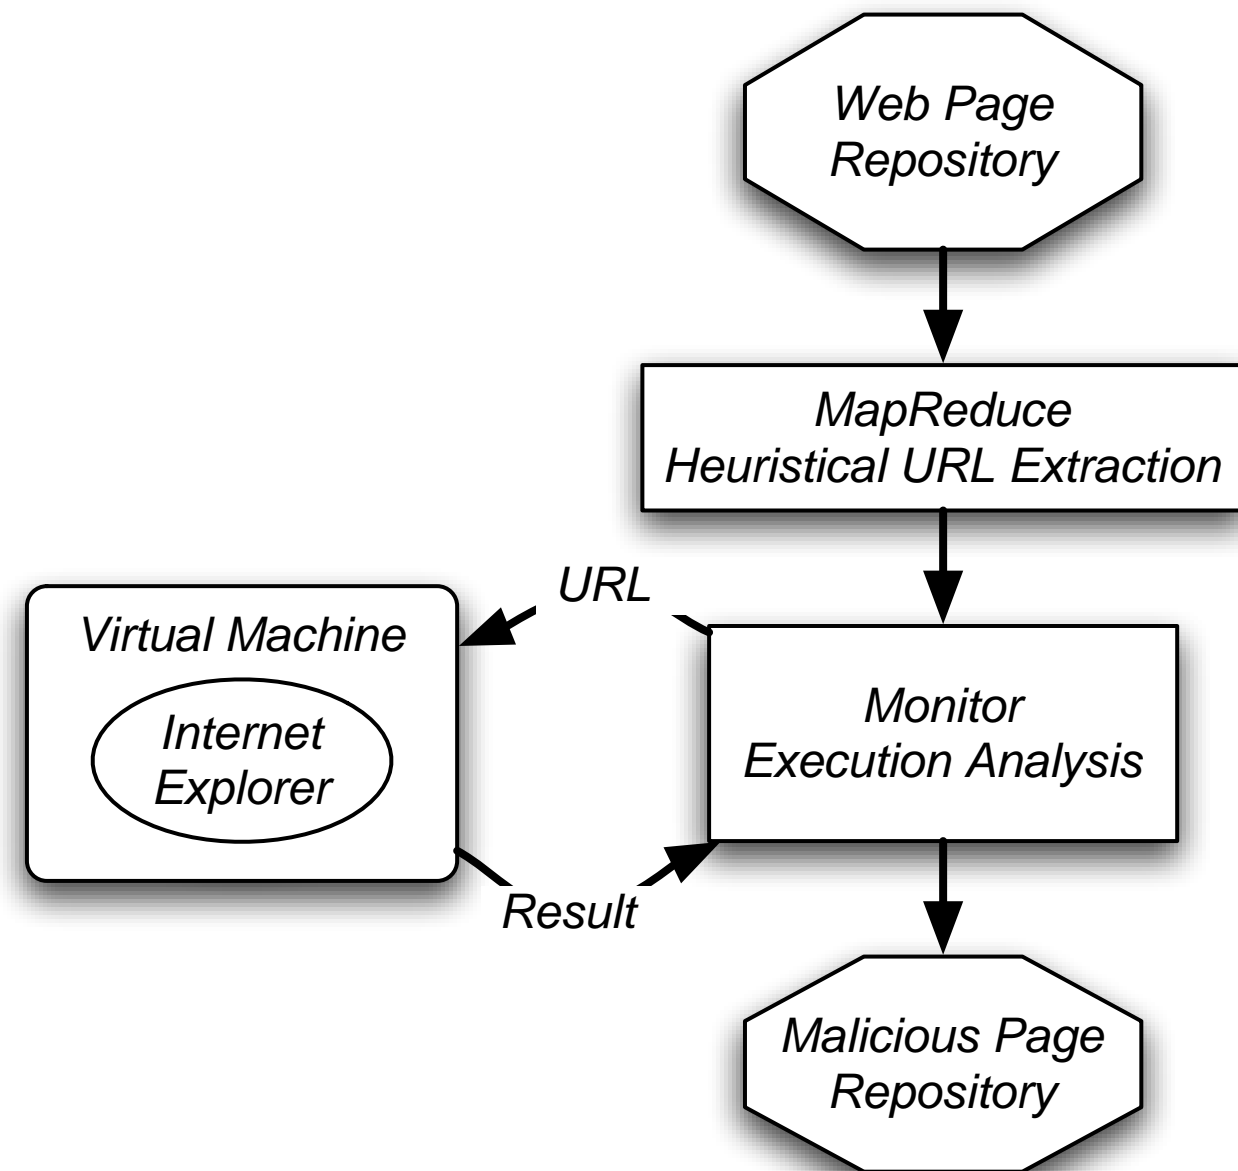 Web Page
Repository
MapReduce
Heuristical URL Extraction
URL
Virtual Machine
Internet
Explorer
Monitor
Execution Analysis
Result
Malicious Page
Repository